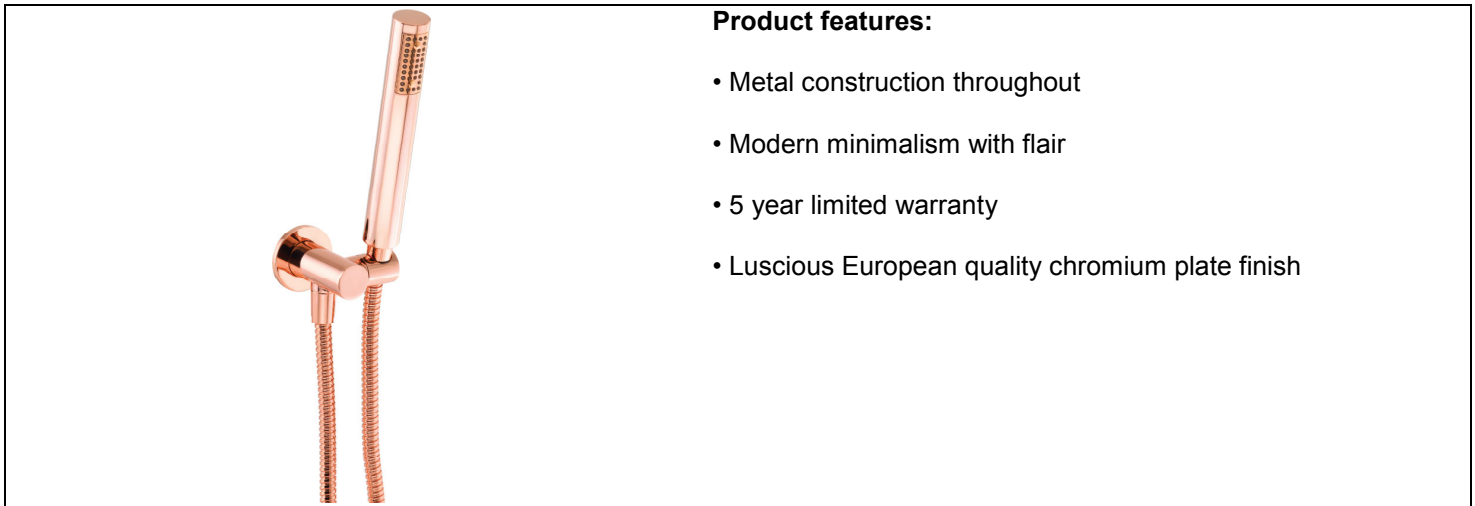 Product features:
• Metal construction throughout
• Modern minimalism with flair
• 5 year limited warranty
• Luscious European quality chromium plate finish